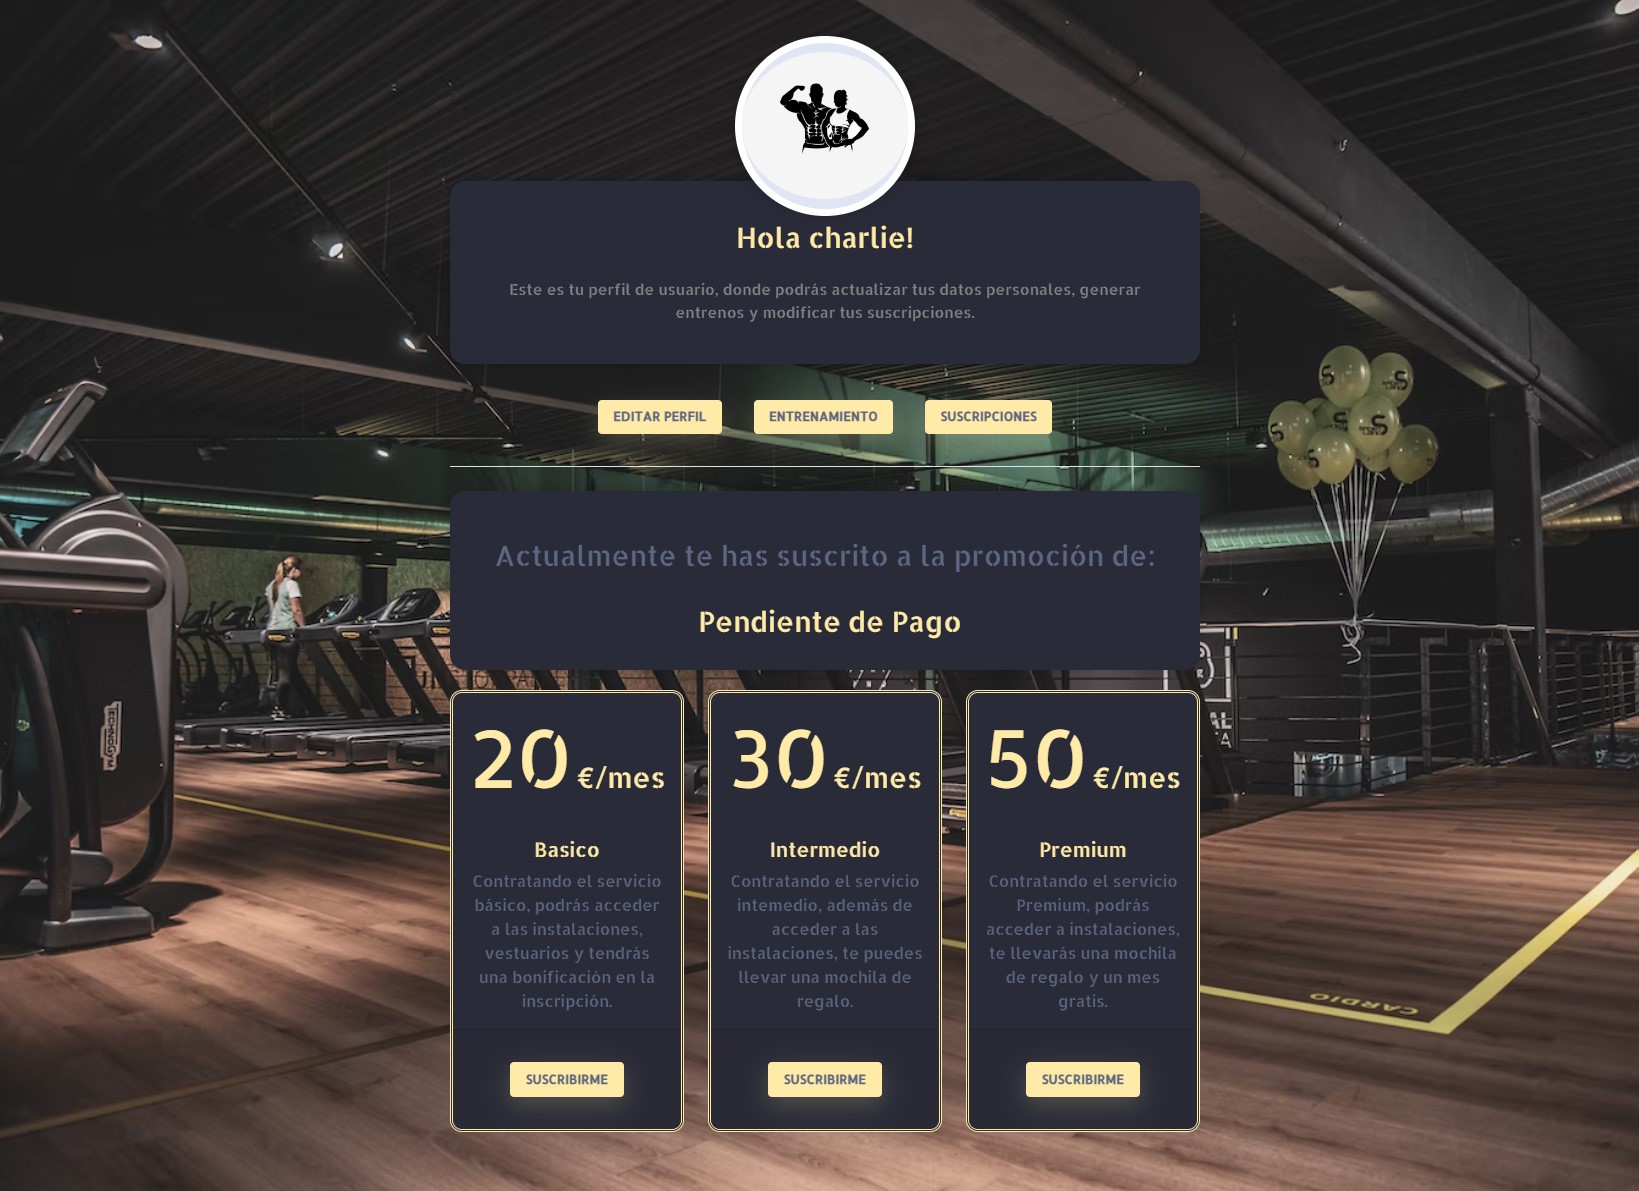 Hola charlie!
Este es tu perfil de usuario, donde podrás actualizar tus datos personales, generar
entrenos y modificar tus suscripciones.
EDITAR PERFIL
ENTRENAMIENTO
SUSCRIPCIONES
Actualmente te has suscrito a la promoción de:
Pendiente de Pago
20 €/mes
Basico
Contratando el servicio
básico, podrás acceder
a las instalaciones,
vestuarios y tendrás
una bonificación en la
inscripción.
SUSCRIBIRME
30 €/mes
Intermedio
Contratando el servicio
intemedio, además de
acceder a las
instalaciones, te puedes
llevar una mochila de
regalo.
SUSCRIBIRME
50 €/mes
Premium
Contratando el servicio
Premium, podrás
acceder a instalaciones,
te llevarás una mochila
de regalo y un mes
gratis.
SUSCRIBIRME
TECHNOGYM
CARDIO